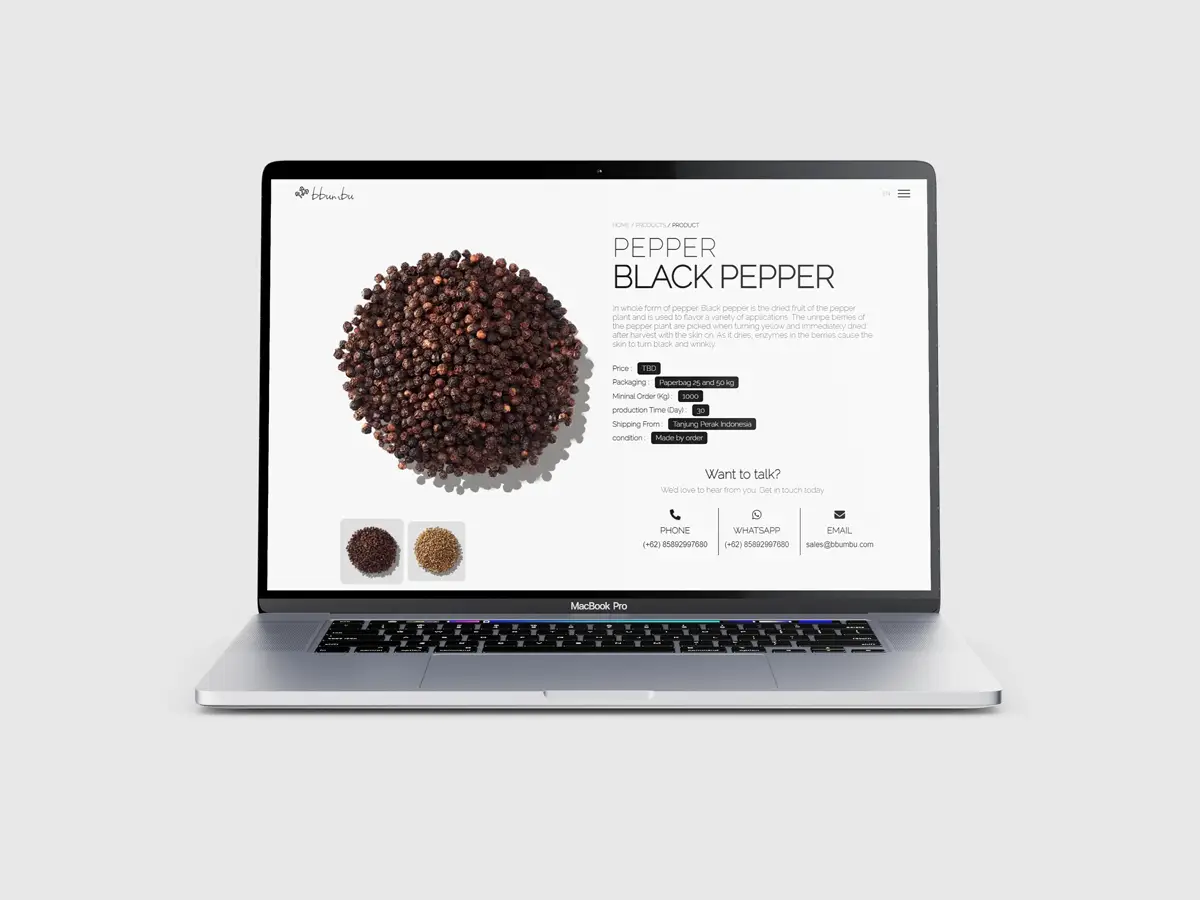 bbumbu
EN
HOME / PRODUCTS / PRODUCT
PEPPER
BLACK PEPPER
In whole form of pepper. Black pepper is the dried fruit of the pepper
plant and is used to flavor a variety of applications. The unripe berries of
the pepper plant are picked when turning yellow and immediately dried
after harvest with the skin on. As it dries, enzymes in the berries cause the
skin to turn black and wrinkly.
Price : TBD
Packaging : Paperbag 25 and 50 kg
Mininal Order (Kg) : 1000
production Time (Day) : 30
Shipping From : Tanjung Perak Indonesia
condition : Made by order
Want to talk?
We'd love to hear from you. Get in touch today
PHONE
(+62) 85892997680
WHATSAPP
(+62) 85892997680
EMAIL
sales@bbumbu.com
MacBook Pro